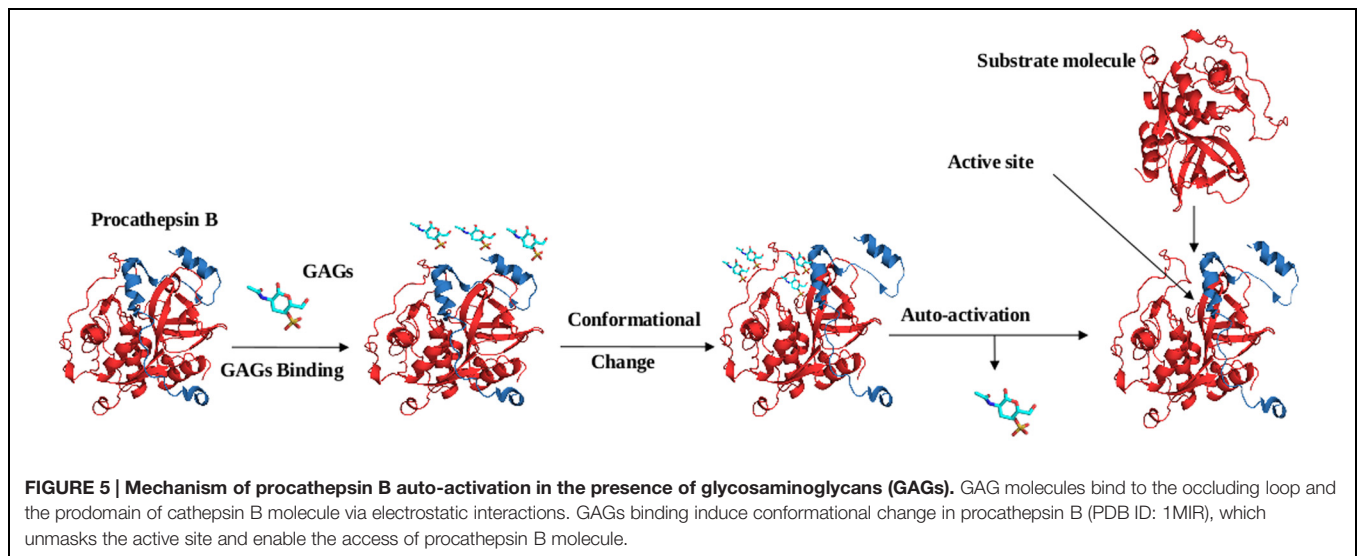 Substrate molecule
Active site
Procathepsin B
GAGs
GAGs Binding
Conformational
Change
Auto-activation
FIGURE 5 | Mechanism of procathepsin B auto-activation in the presence of glycosaminoglycans (GAGs). GAG molecules bind to the occluding loop and
the prodomain of cathepsin B molecule via electrostatic interactions. GAGs binding induce conformational change in procathepsin B (PDB ID: 1MIR), which
unmasks the active site and enable the access of procathepsin B molecule.